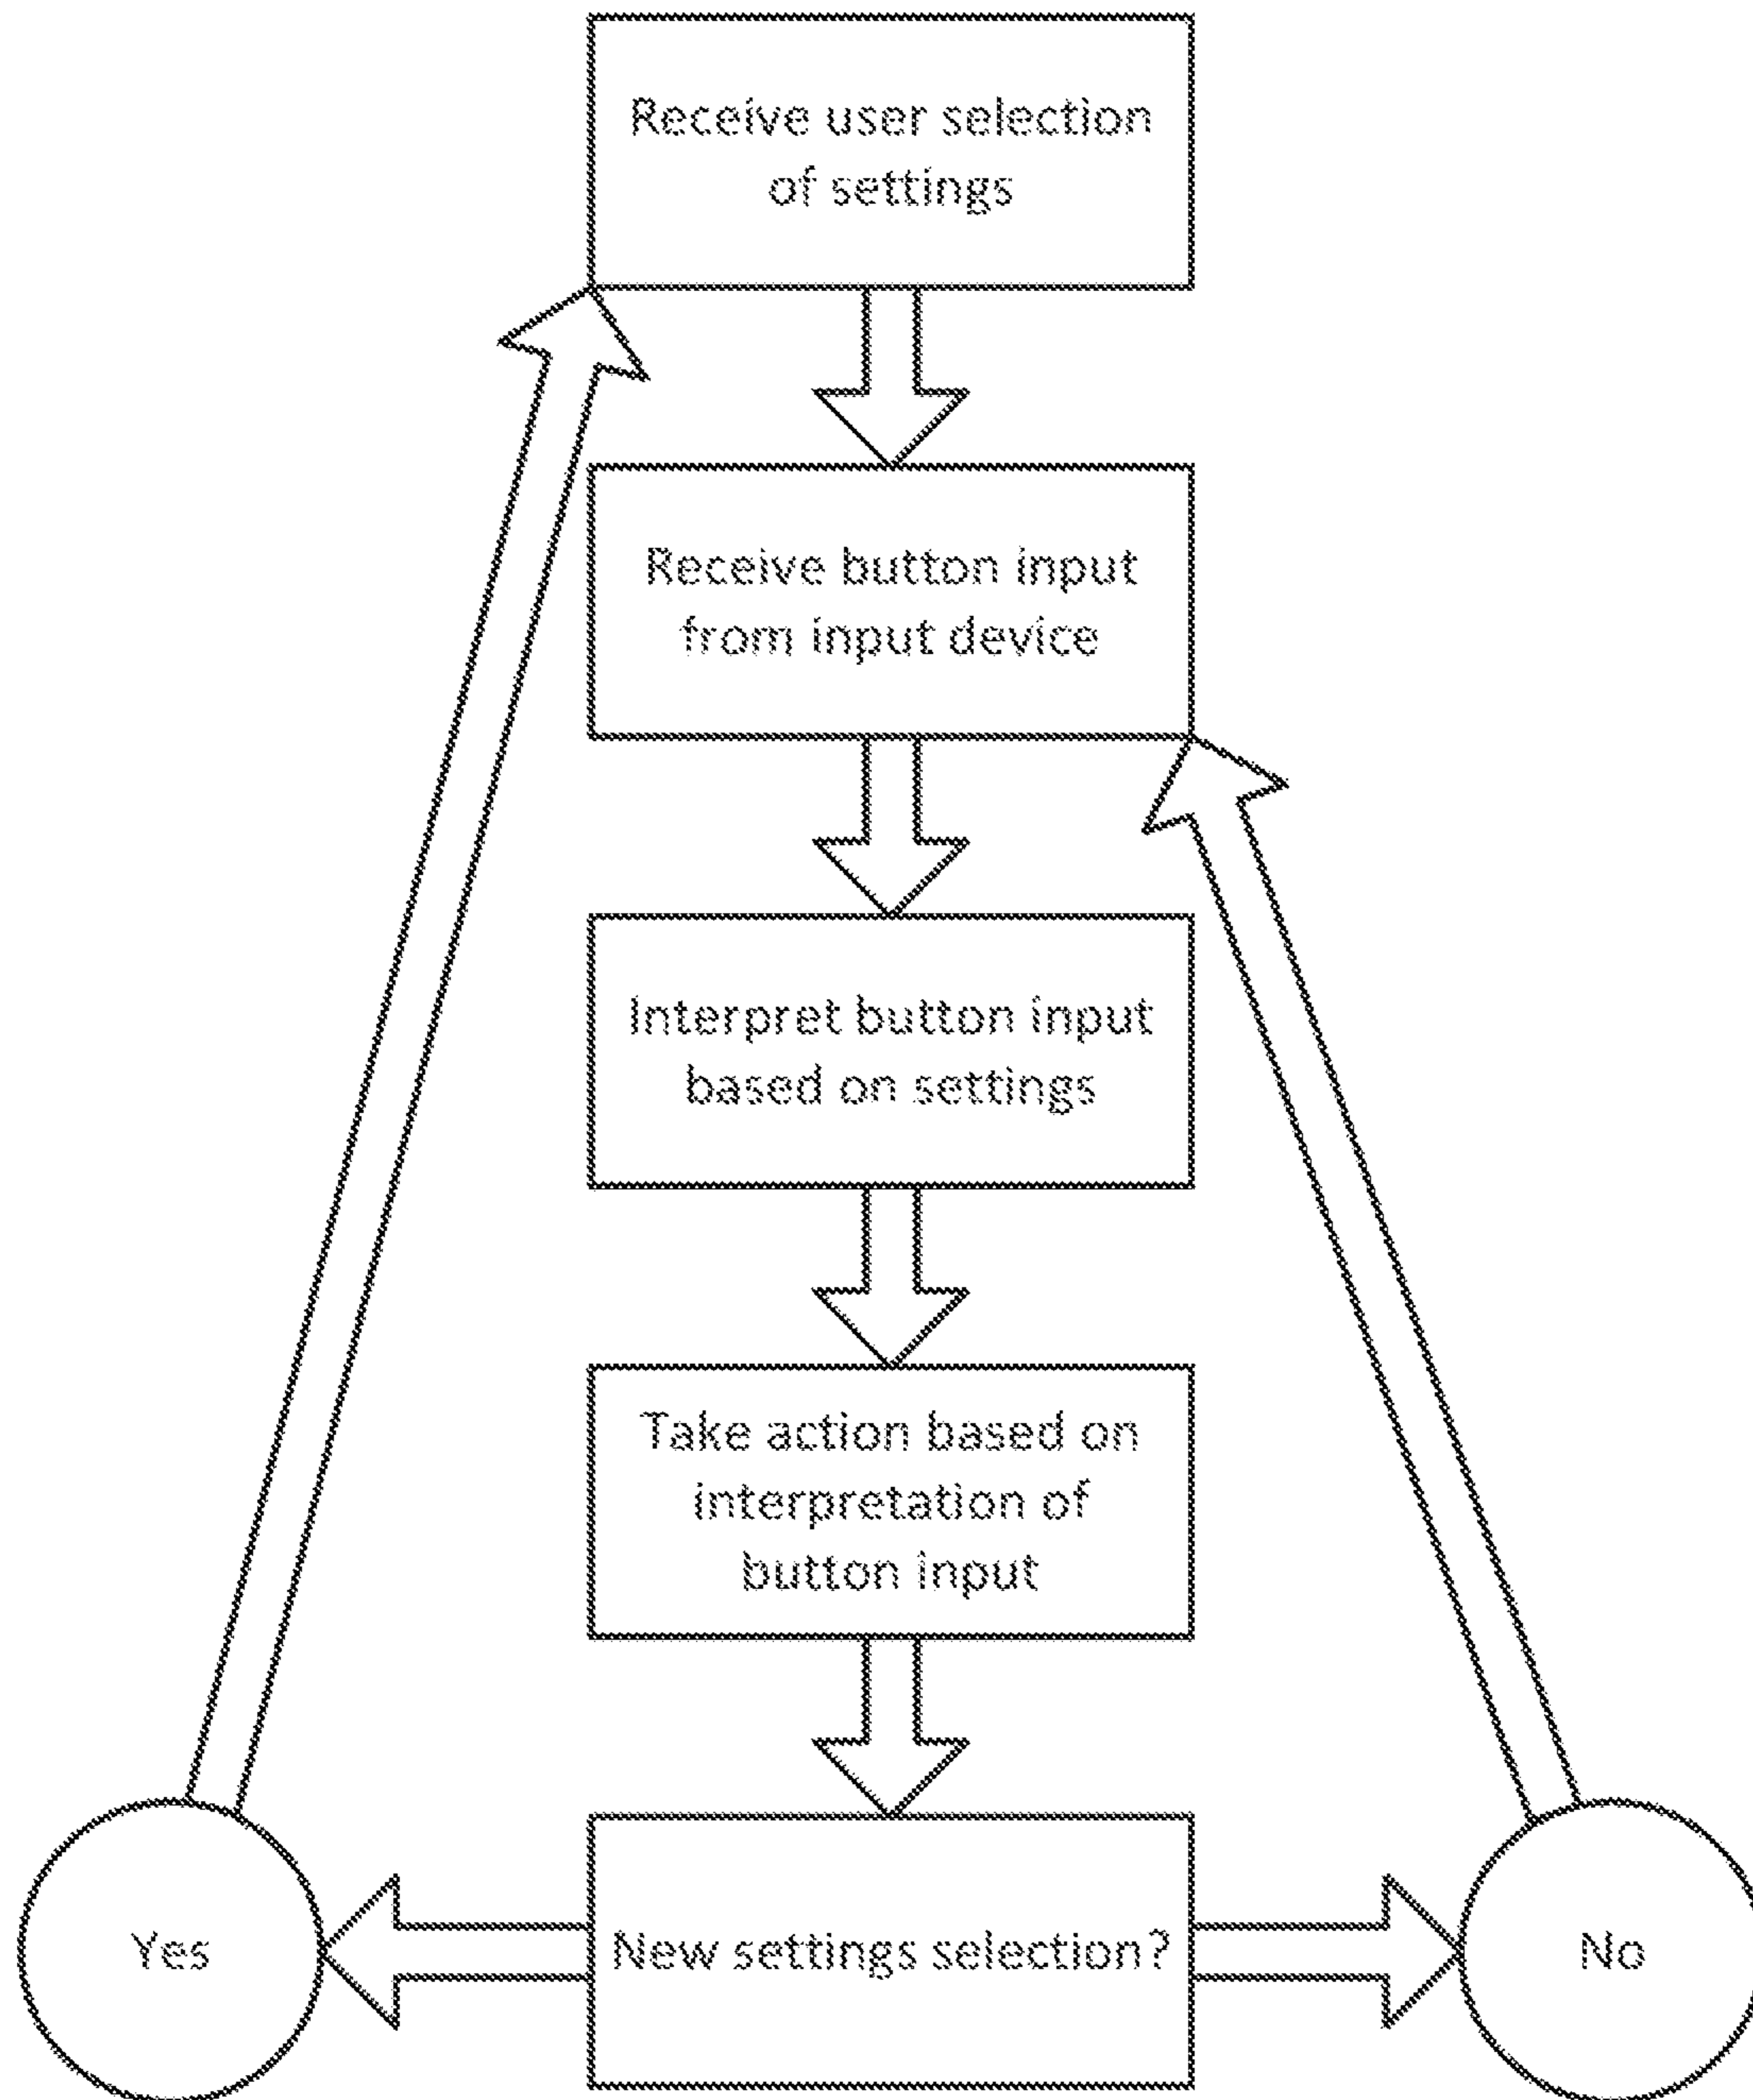 Receive user selection
of settings
Receive button input
from input device
Interpret button input
based on settings
Take action based on
interpretation of
button input
Yes
New settings selection?
No